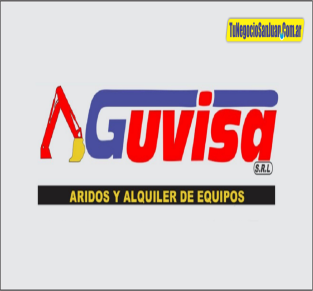 TuNegocioSanJuan.Com.ar
Guvisa
S.R.L
ARIDOS Y ALQUILER DE EQUIPOS